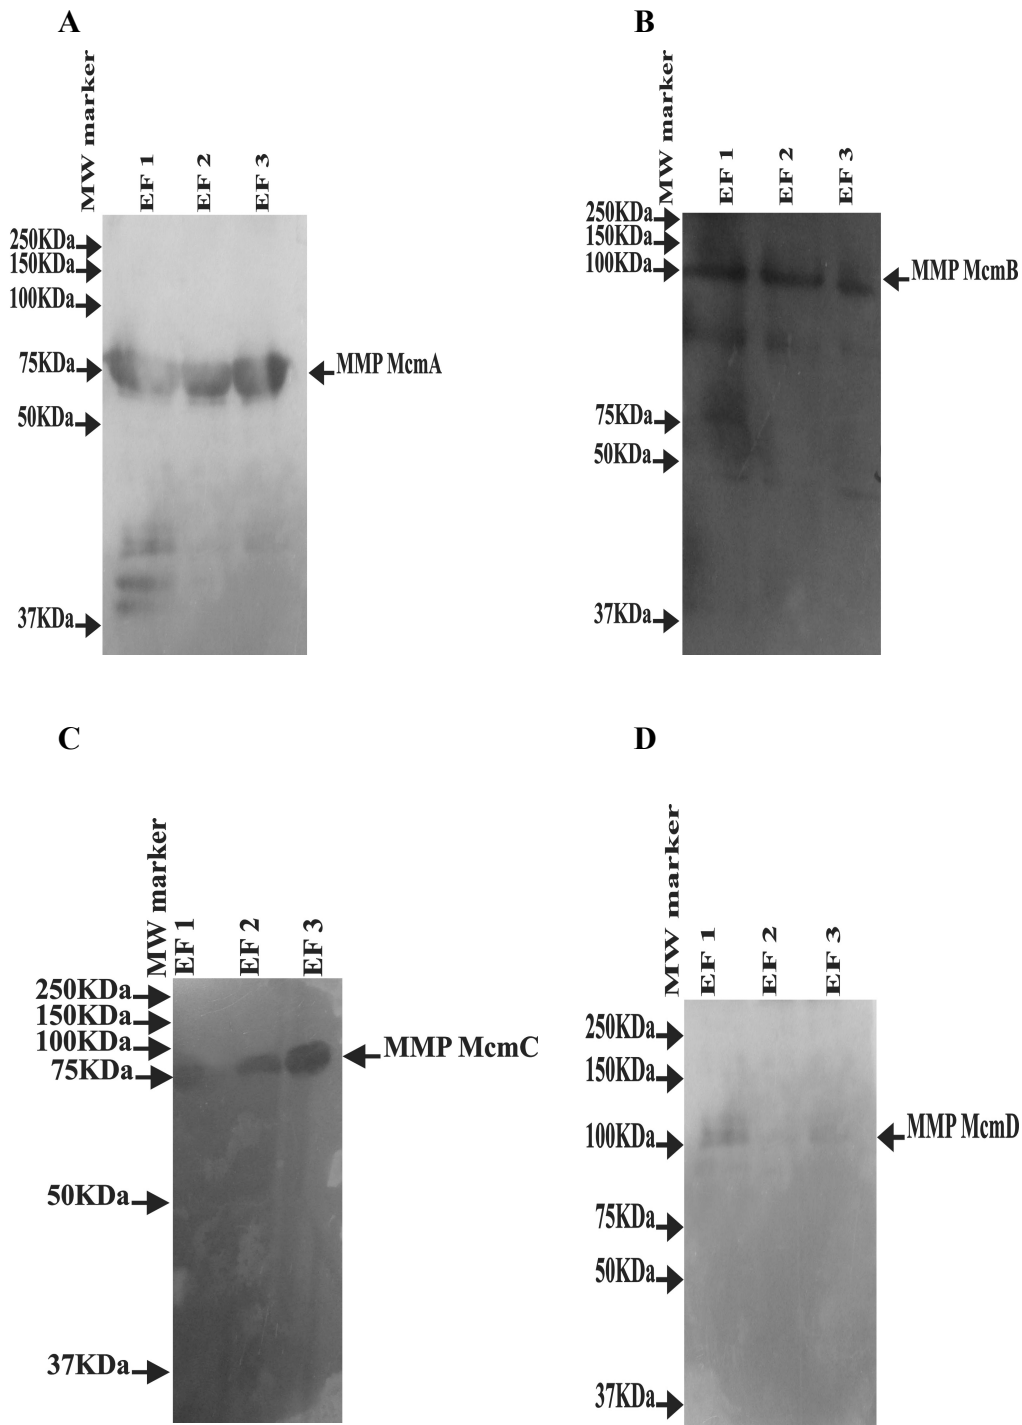 A
MW marker
EF 1
EF 2
EF 3
250KDa
150KDa
100KDa
75KDa
50KDa
37KDa
MMP McmA
B
MW marker
EF 1
EF 2
EF 3
250KDa
150KDa
100KDa
75KDa
50KDa
37KDa
MMP McmB
C
MW marker
EF 1
EF 2
EF 3
250KDa
150KDa
100KDa
75KDa
50KDa
37KDa
MMP McmC
D
MW marker
EF 1
EF 2
EF 3
250KDa
150KDa
100KDa
75KDa
50KDa
37KDa
MMP McmD